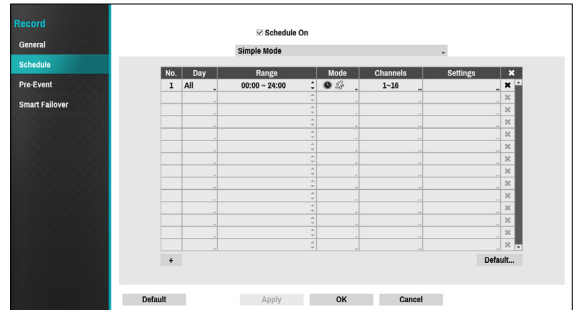 Record
General
Schedule
Pre-Event
Smart Failover
Schedule On
Simple Mode
No. Day Range Mode Channels Settings
1 All 00:00 ~ 24:00 1~16
+ Default...
Default Apply OK Cancel